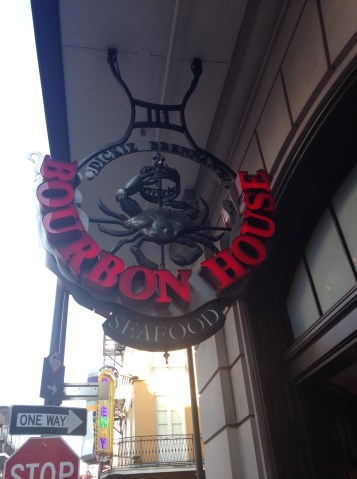 DICKIE BRENNAN'S
BOURBON HOUSE
SEAFOOD
ONE WAY
STOP